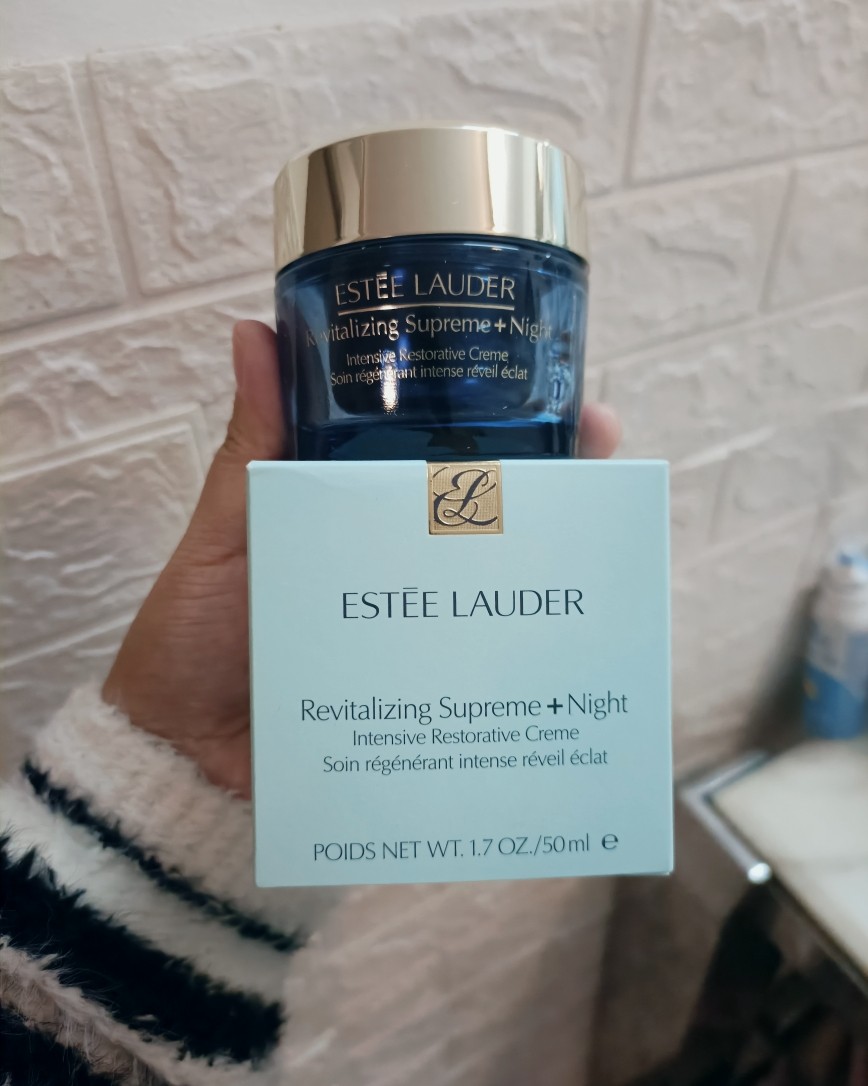 ESTĒE LAUDER
Revitalizing Supreme+Night
Intensive Restorative Creme
Soin régénérant intense réveil éclat
EL
ESTĒE LAUDER
Revitalizing Supreme+Night
Intensive Restorative Creme
Soin régénérant intense réveil éclat
POIDS NET WT. 1.7 OZ./50ml ℮